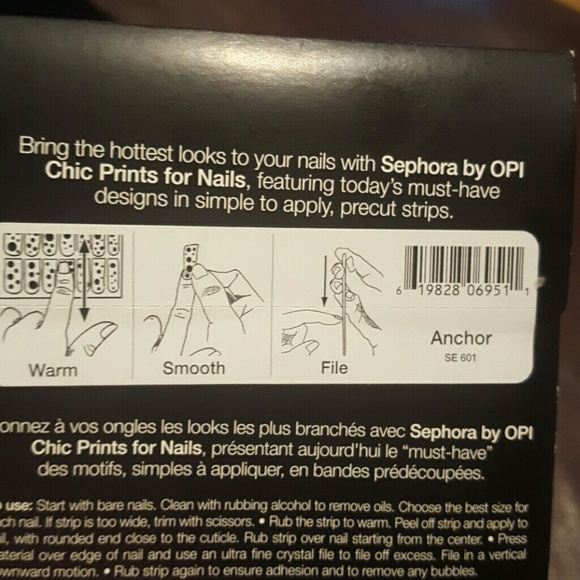 Bring the hottest looks to your nails with Sephora by OPI
Chic Prints for Nails, featuring today's must-have
designs in simple to apply, precut strips.
6 19828 06951 1
Anchor
SE 601
Warm
Smooth
File
onnez à vos ongles les looks les plus branchés avec Sephora by OPI
Chic Prints for Nails, présentant aujourd'hui le "must-have"
des motifs, simples à appliquer, en bandes prédécoupées.
use: Start with bare nails. Clean with rubbing alcohol to remove oils. Choose the best size for
ch nail. If strip is too wide, trim with scissors. • Rub the strip to warm. Peel off strip and apply to
il, with rounded end close to the cuticle. Rub strip over nail starting from the center. • Press
aterial over edge of nail and use an ultra fine crystal file to file off excess. File in a vertical
ownward motion. • Rub strip again to ensure adhesion and to remove any bubbles.